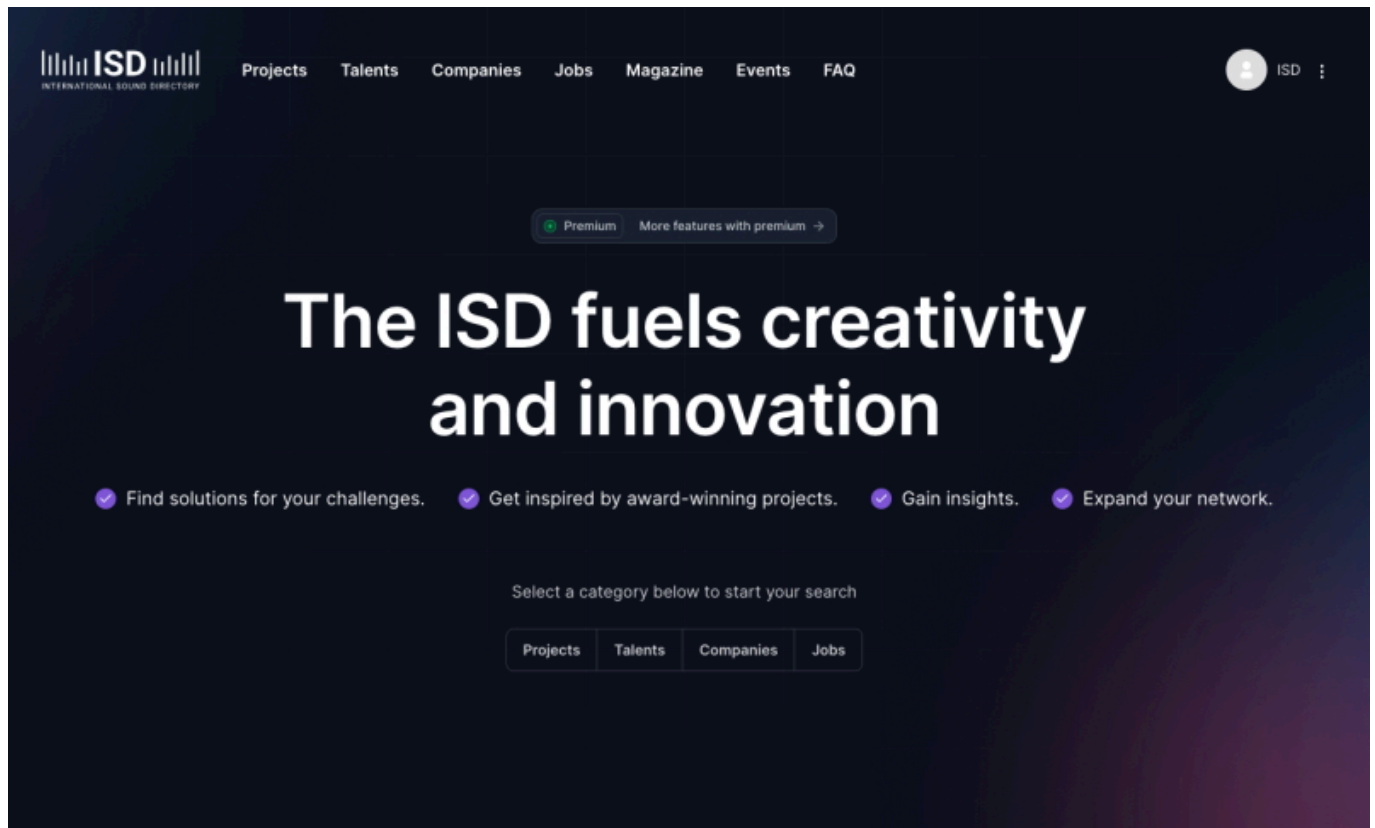 ISD
INTERNATIONAL SOUND DIRECTORY
Projects Talents Companies Jobs Magazine Events FAQ
ISD
Premium More features with premium →
The ISD fuels creativity
and innovation
Find solutions for your challenges. Get inspired by award-winning projects. Gain insights. Expand your network.
Select a category below to start your search
Projects Talents Companies Jobs